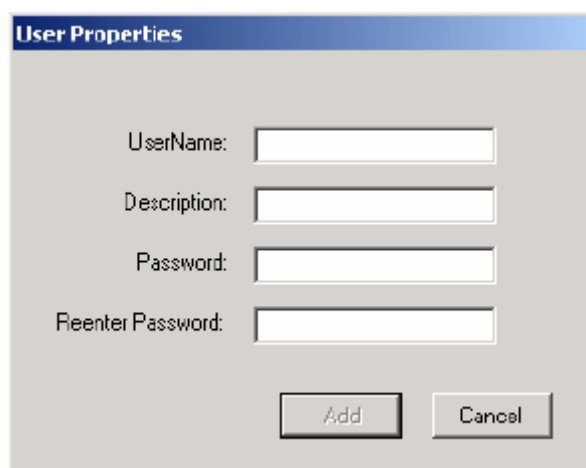 User Properties
UserName:
Description:
Password:
Reenter Password:
Add Cancel